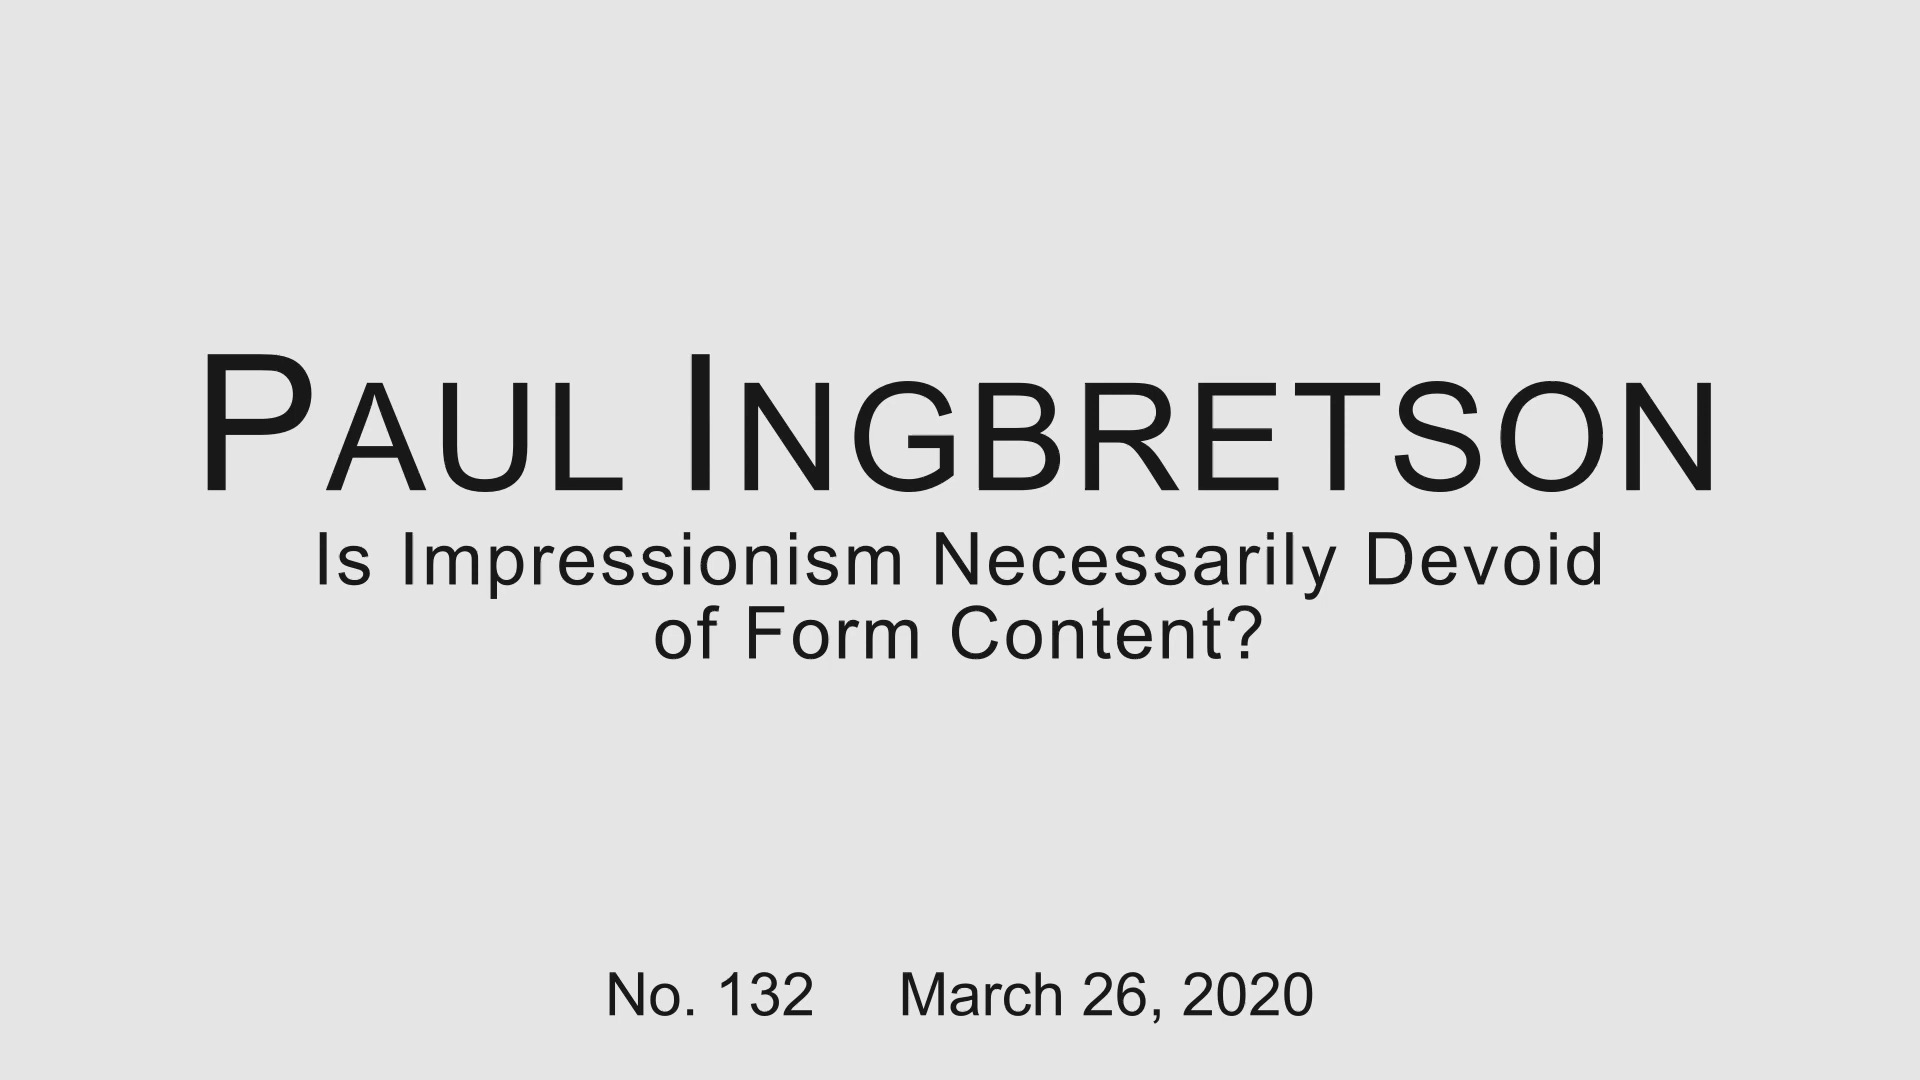 PAUL INGBRETSON
Is Impressionism Necessarily Devoid
of Form Content?
No. 132 March 26, 2020